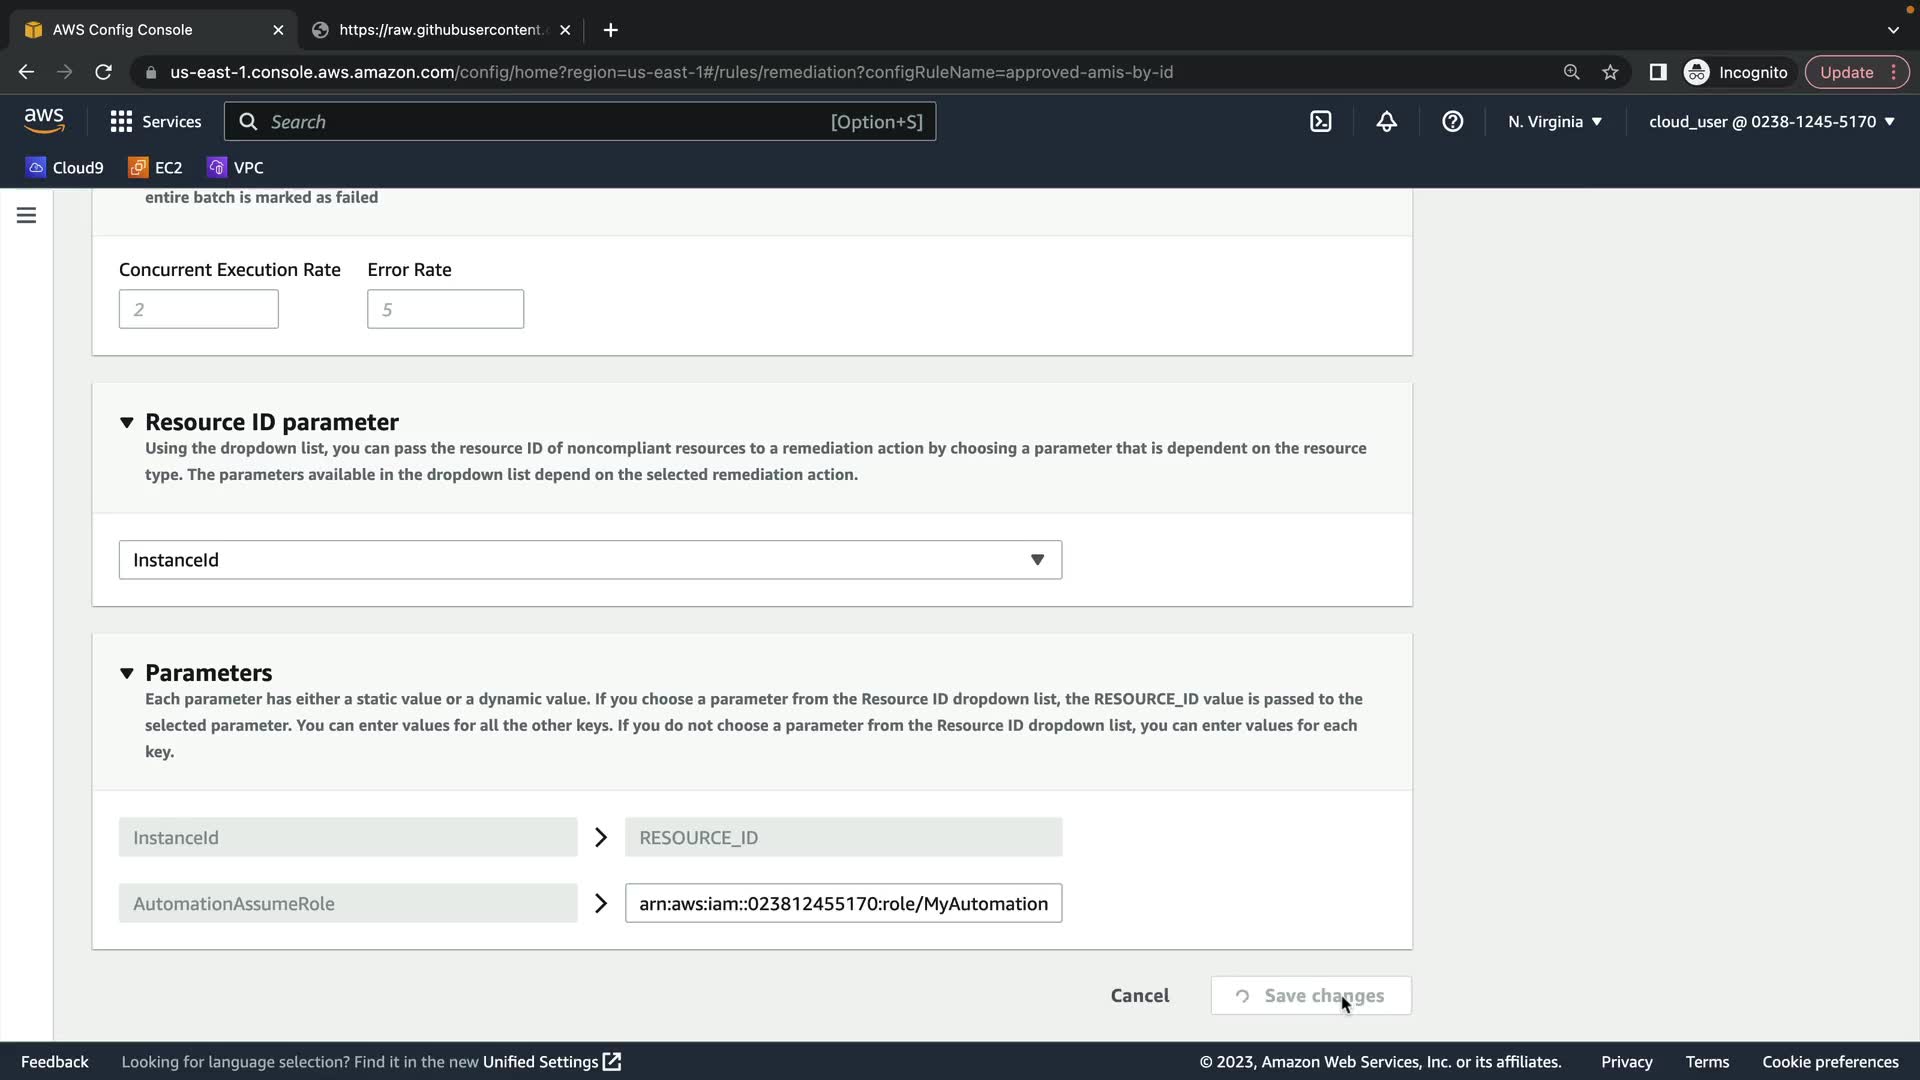 AWS Config Console
https://raw.githubusercontent.
us-east-1.console.aws.amazon.com/config/home?region=us-east-1#/rules/remediation?configRuleName=approved-amis-by-id
Incognito
Update
aws
Services
Search
[Option+S]
N. Virginia
cloud_user @ 0238-1245-5170
Cloud9
EC2
VPC
entire batch is marked as failed
Concurrent Execution Rate
Error Rate
2
5
Resource ID parameter
Using the dropdown list, you can pass the resource ID of noncompliant resources to a remediation action by choosing a parameter that is dependent on the resource
type. The parameters available in the dropdown list depend on the selected remediation action.
InstanceId
Parameters
Each parameter has either a static value or a dynamic value. If you choose a parameter from the Resource ID dropdown list, the RESOURCE_ID value is passed to the
selected parameter. You can enter values for all the other keys. If you do not choose a parameter from the Resource ID dropdown list, you can enter values for each
key.
InstanceId
RESOURCE_ID
AutomationAssumeRole
arn:aws:iam::023812455170:role/MyAutomation
Cancel
Save changes
Feedback
Looking for language selection? Find it in the new Unified Settings
© 2023, Amazon Web Services, Inc. or its affiliates.
Privacy
Terms
Cookie preferences